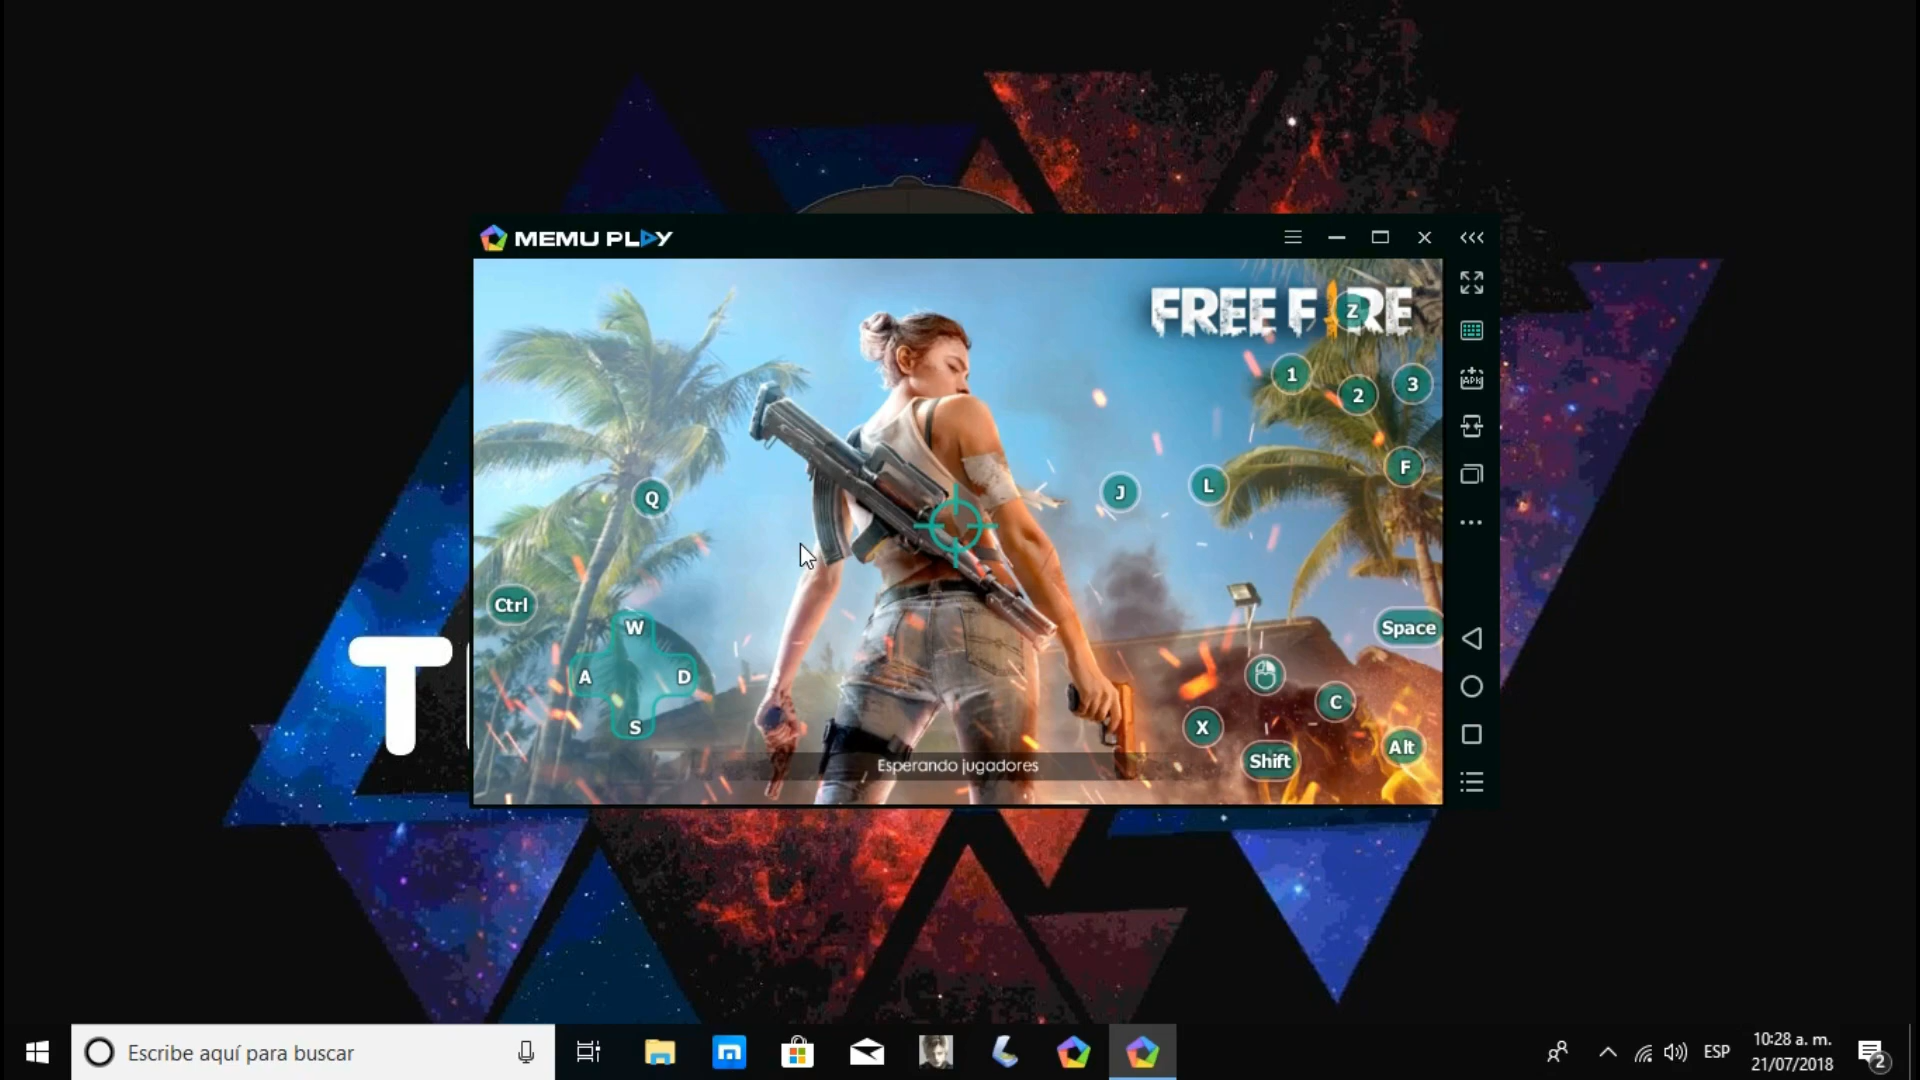 MEMU PLAY
FREE FIRE
Z
1
2
3
F
Q
J
L
Ctrl
W
A
D
S
Space
C
X
Shift
Alt
Esperando jugadores
APK
T
Escribe aquí para buscar
ESP
10:28 a. m.
21/07/2018
2